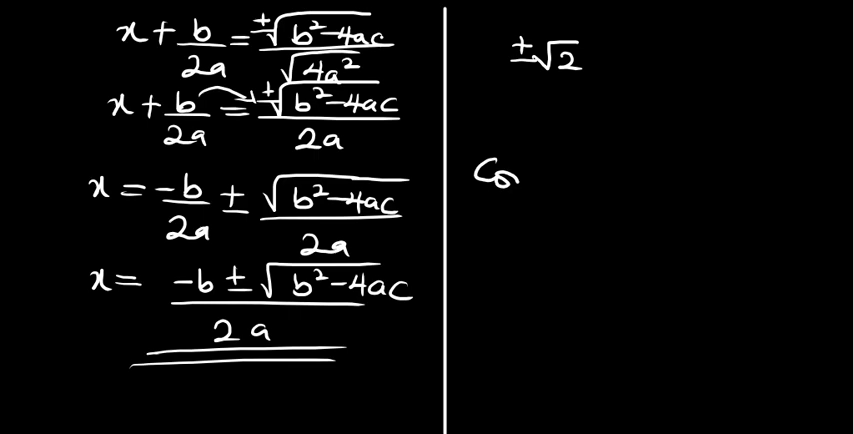 x + b/2a = ±√(b²-4ac)/√(4a²)
x + b/2a = ±√(b²-4ac)/2a
x = -b/2a ± √(b²-4ac)/2a
x = (-b ± √(b²-4ac))/2a
±√2